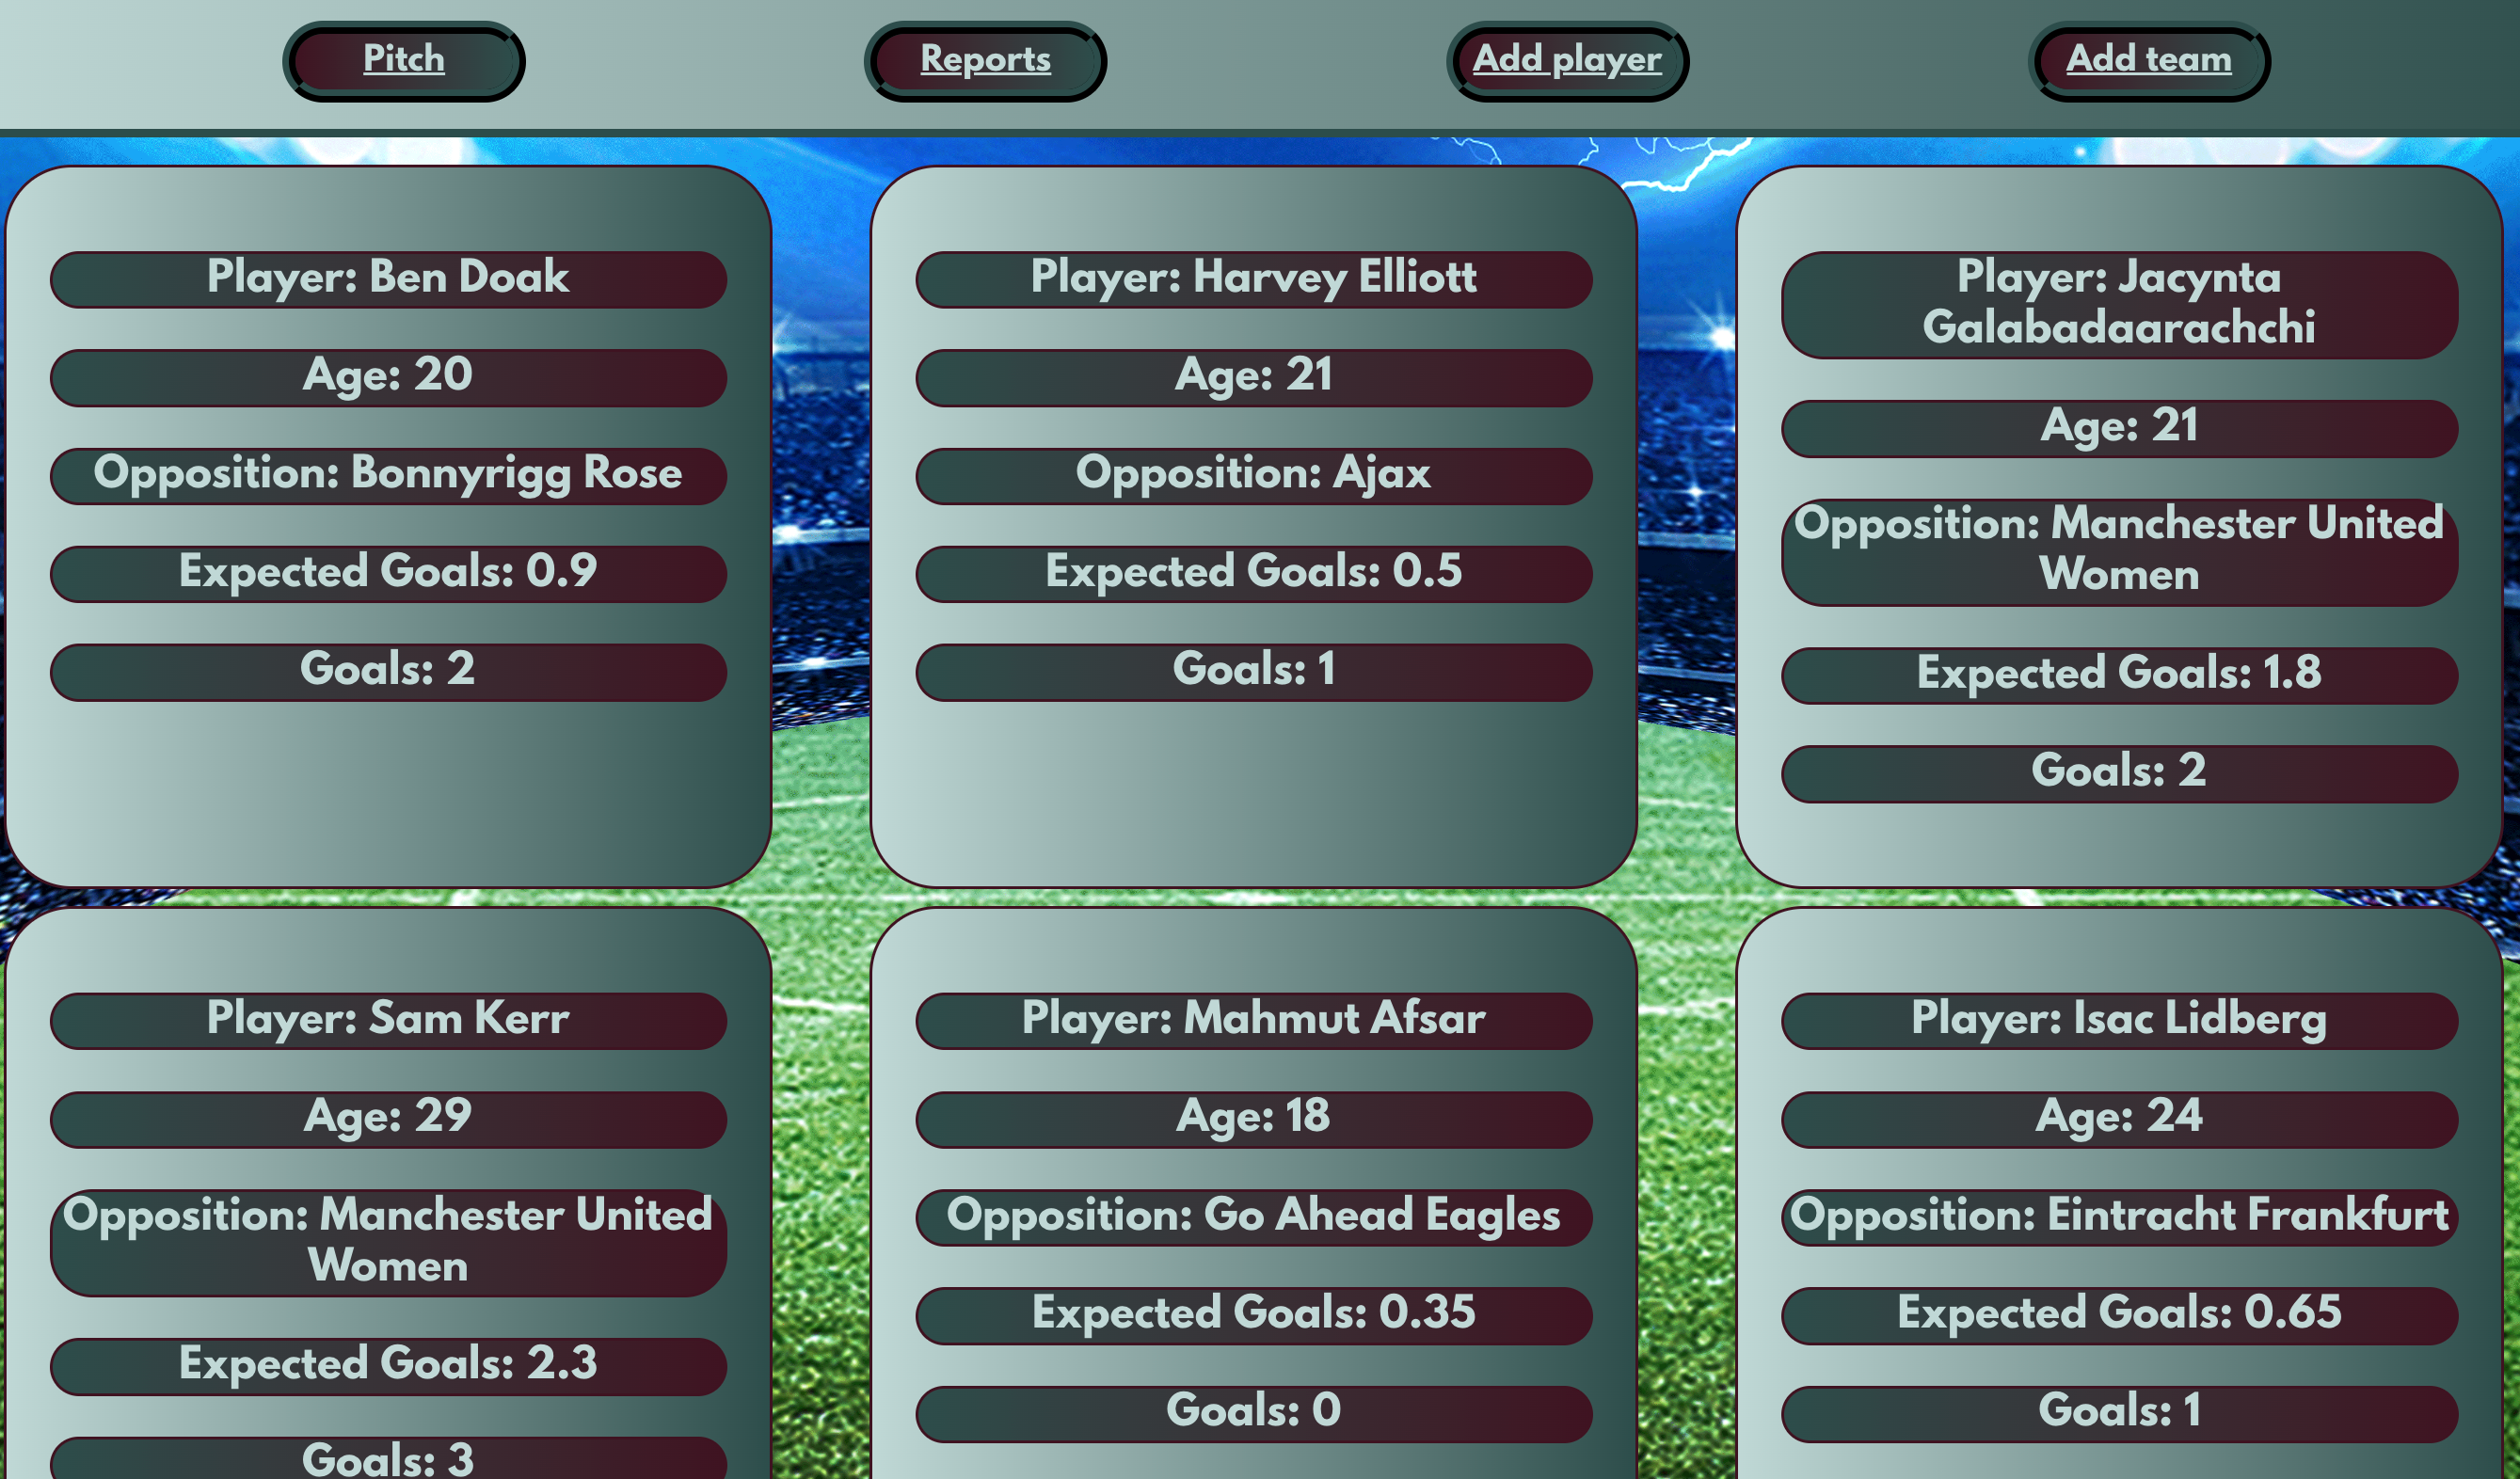 Pitch
Reports
Add player
Add team
Player: Ben Doak
Age: 20
Opposition: Bonnyrigg Rose
Expected Goals: 0.9
Goals: 2
Player: Harvey Elliott
Age: 21
Opposition: Ajax
Expected Goals: 0.5
Goals: 1
Player: Jacynta
Galabadaarachchi
Age: 21
Opposition: Manchester United
Women
Expected Goals: 1.8
Goals: 2
Player: Sam Kerr
Age: 29
Opposition: Manchester United
Women
Expected Goals: 2.3
Goals: 3
Player: Mahmut Afsar
Age: 18
Opposition: Go Ahead Eagles
Expected Goals: 0.35
Goals: 0
Player: Isac Lidberg
Age: 24
Opposition: Eintracht Frankfurt
Expected Goals: 0.65
Goals: 1